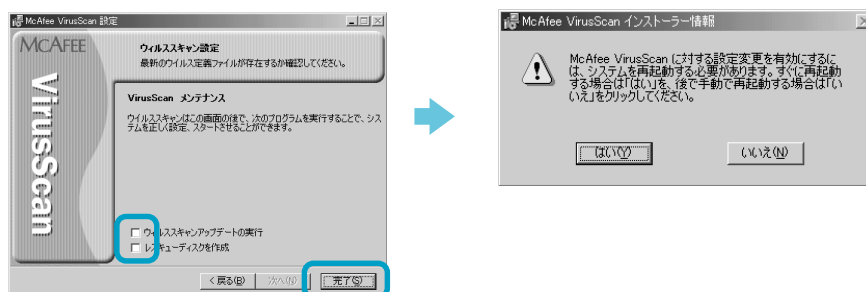 McAfee VirusScan 設定
MCAFEE
VirusScan
ウィルススキャン設定
最新のウイルス定義ファイルが存在するか確認してください。
VirusScan メンテナンス
ウイルススキャンはこの画面の後で、次のプログラムを実行することで、シス
テムを正しく設定、スタートさせることができます。
ウィルススキャンアップデートの実行
レスキューディスクを作成
< 戻る(B)
次へ(N)
完了(S)
McAfee VirusScan インストーラー情報
McAfee VirusScan に対する設定変更を有効にするに
は、システムを再起動する必要があります。すぐに再起動
する場合は「はい」を、後で手動で再起動する場合は「い
いえ」をクリックしてください。
はい(Y)
いいえ(N)